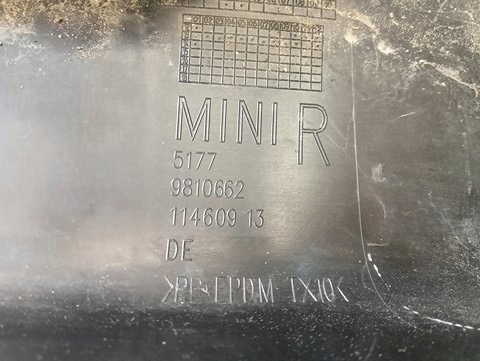 MINI R
5177
9810662
114609 13
DE
>PP+EPDM TX10<